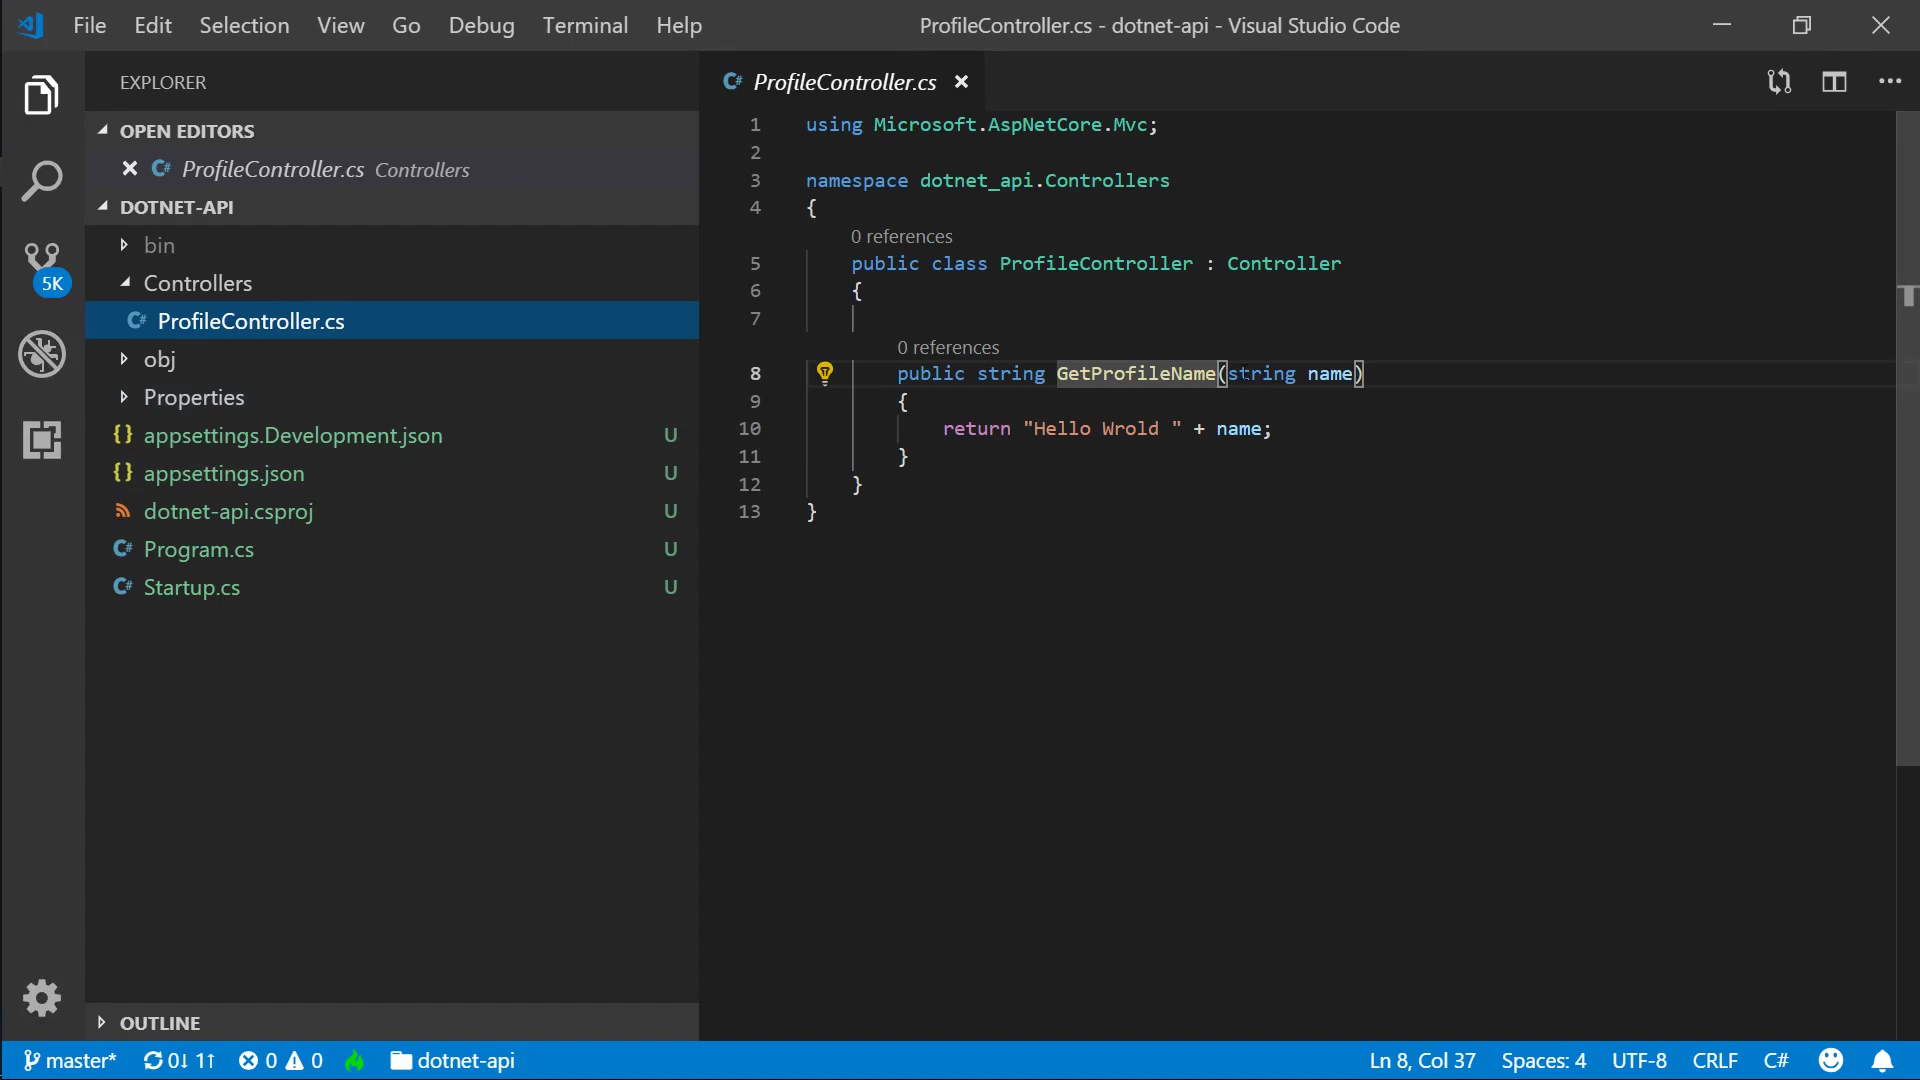 File Edit Selection View Go Debug Terminal Help
ProfileController.cs - dotnet-api - Visual Studio Code
EXPLORER
OPEN EDITORS
ProfileController.cs Controllers
DOTNET-API
bin
Controllers
5K
C# ProfileController.cs
obj
Properties
{} appsettings.Development.json U
{} appsettings.json U
dotnet-api.csproj U
C# Program.cs U
C# Startup.cs U
OUTLINE
C# ProfileController.cs
1 using Microsoft.AspNetCore.Mvc;
2
3 namespace dotnet_api.Controllers
4 {
0 references
5 public class ProfileController : Controller
6 {
7
0 references
8 public string GetProfileName(string name)
9 {
10 return "Hello Wrold " + name;
11 }
12 }
13 }
master* 0↓ 1↑ 0 0 dotnet-api
Ln 8, Col 37 Spaces: 4 UTF-8 CRLF C#